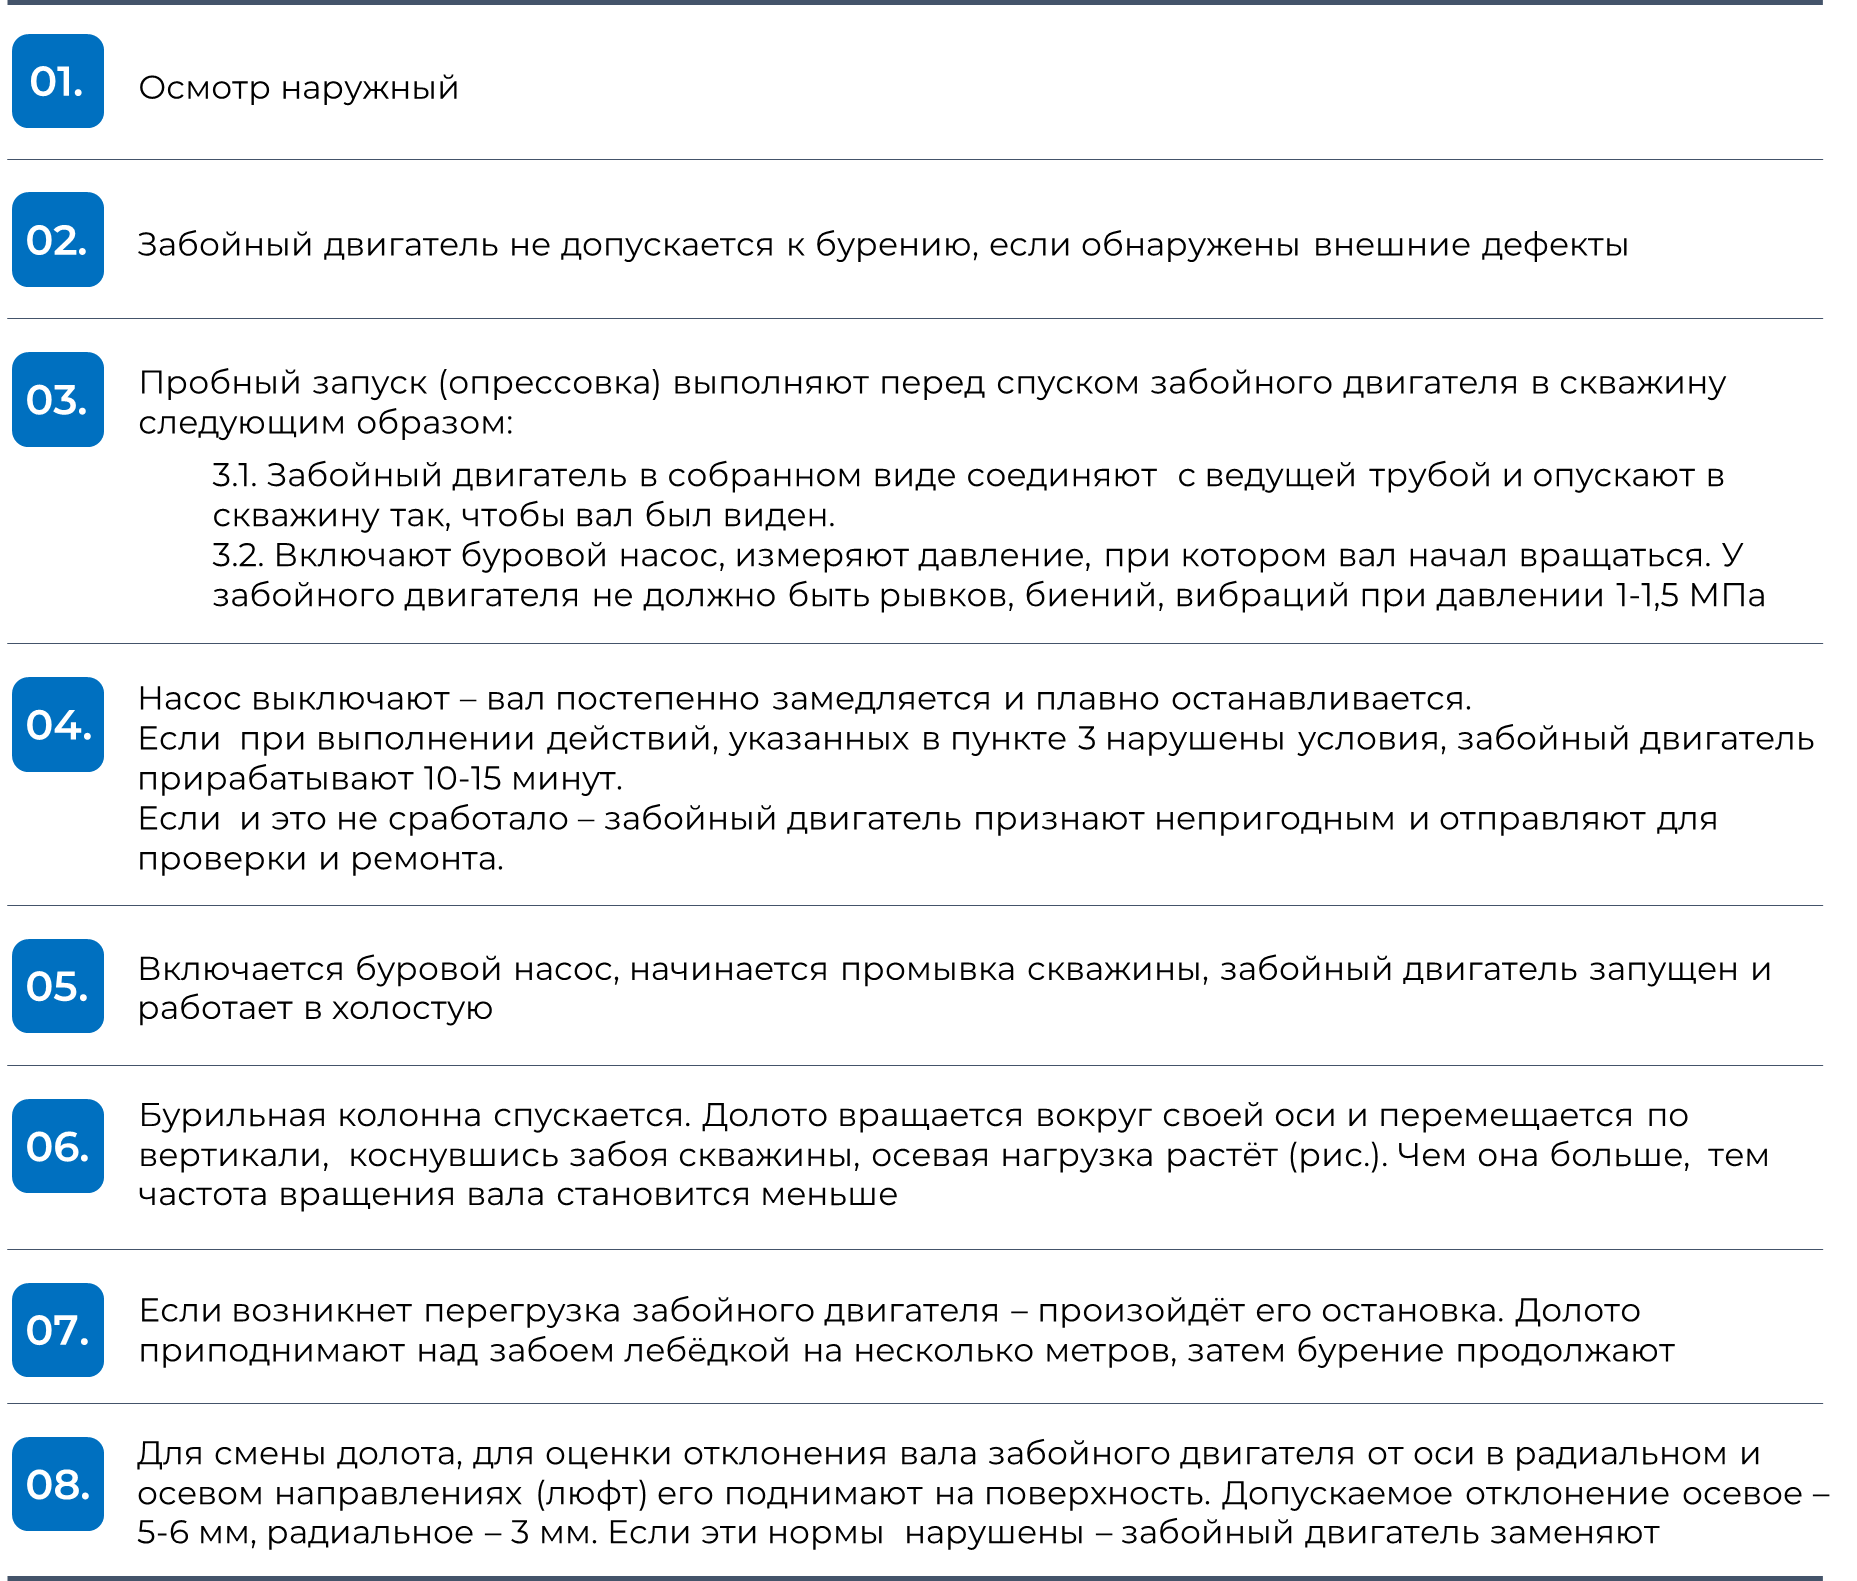 01.
Осмотр наружный
02.
Забойный двигатель не допускается к бурению, если обнаружены внешние дефекты
03.
Пробный запуск (опрессовка) выполняют перед спуском забойного двигателя в скважину
следующим образом:
3.1. Забойный двигатель в собранном виде соединяют с ведущей трубой и опускают в
скважину так, чтобы вал был виден.
3.2. Включают буровой насос, измеряют давление, при котором вал начал вращаться. У
забойного двигателя не должно быть рывков, биений, вибраций при давлении 1-1,5 МПа
04.
Насос выключают – вал постепенно замедляется и плавно останавливается.
Если при выполнении действий, указанных в пункте 3 нарушены условия, забойный двигатель
прирабатывают 10-15 минут.
Если и это не сработало – забойный двигатель признают непригодным и отправляют для
проверки и ремонта.
05.
Включается буровой насос, начинается промывка скважины, забойный двигатель запущен и
работает в холостую
06.
Бурильная колонна спускается. Долото вращается вокруг своей оси и перемещается по
вертикали, коснувшись забоя скважины, осевая нагрузка растёт (рис.). Чем она больше, тем
частота вращения вала становится меньше
07.
Если возникнет перегрузка забойного двигателя – произойдёт его остановка. Долото
приподнимают над забоем лебёдкой на несколько метров, затем бурение продолжают
08.
Для смены долота, для оценки отклонения вала забойного двигателя от оси в радиальном и
осевом направлениях (люфт) его поднимают на поверхность. Допускаемое отклонение осевое –
5-6 мм, радиальное – 3 мм. Если эти нормы нарушены – забойный двигатель заменяют